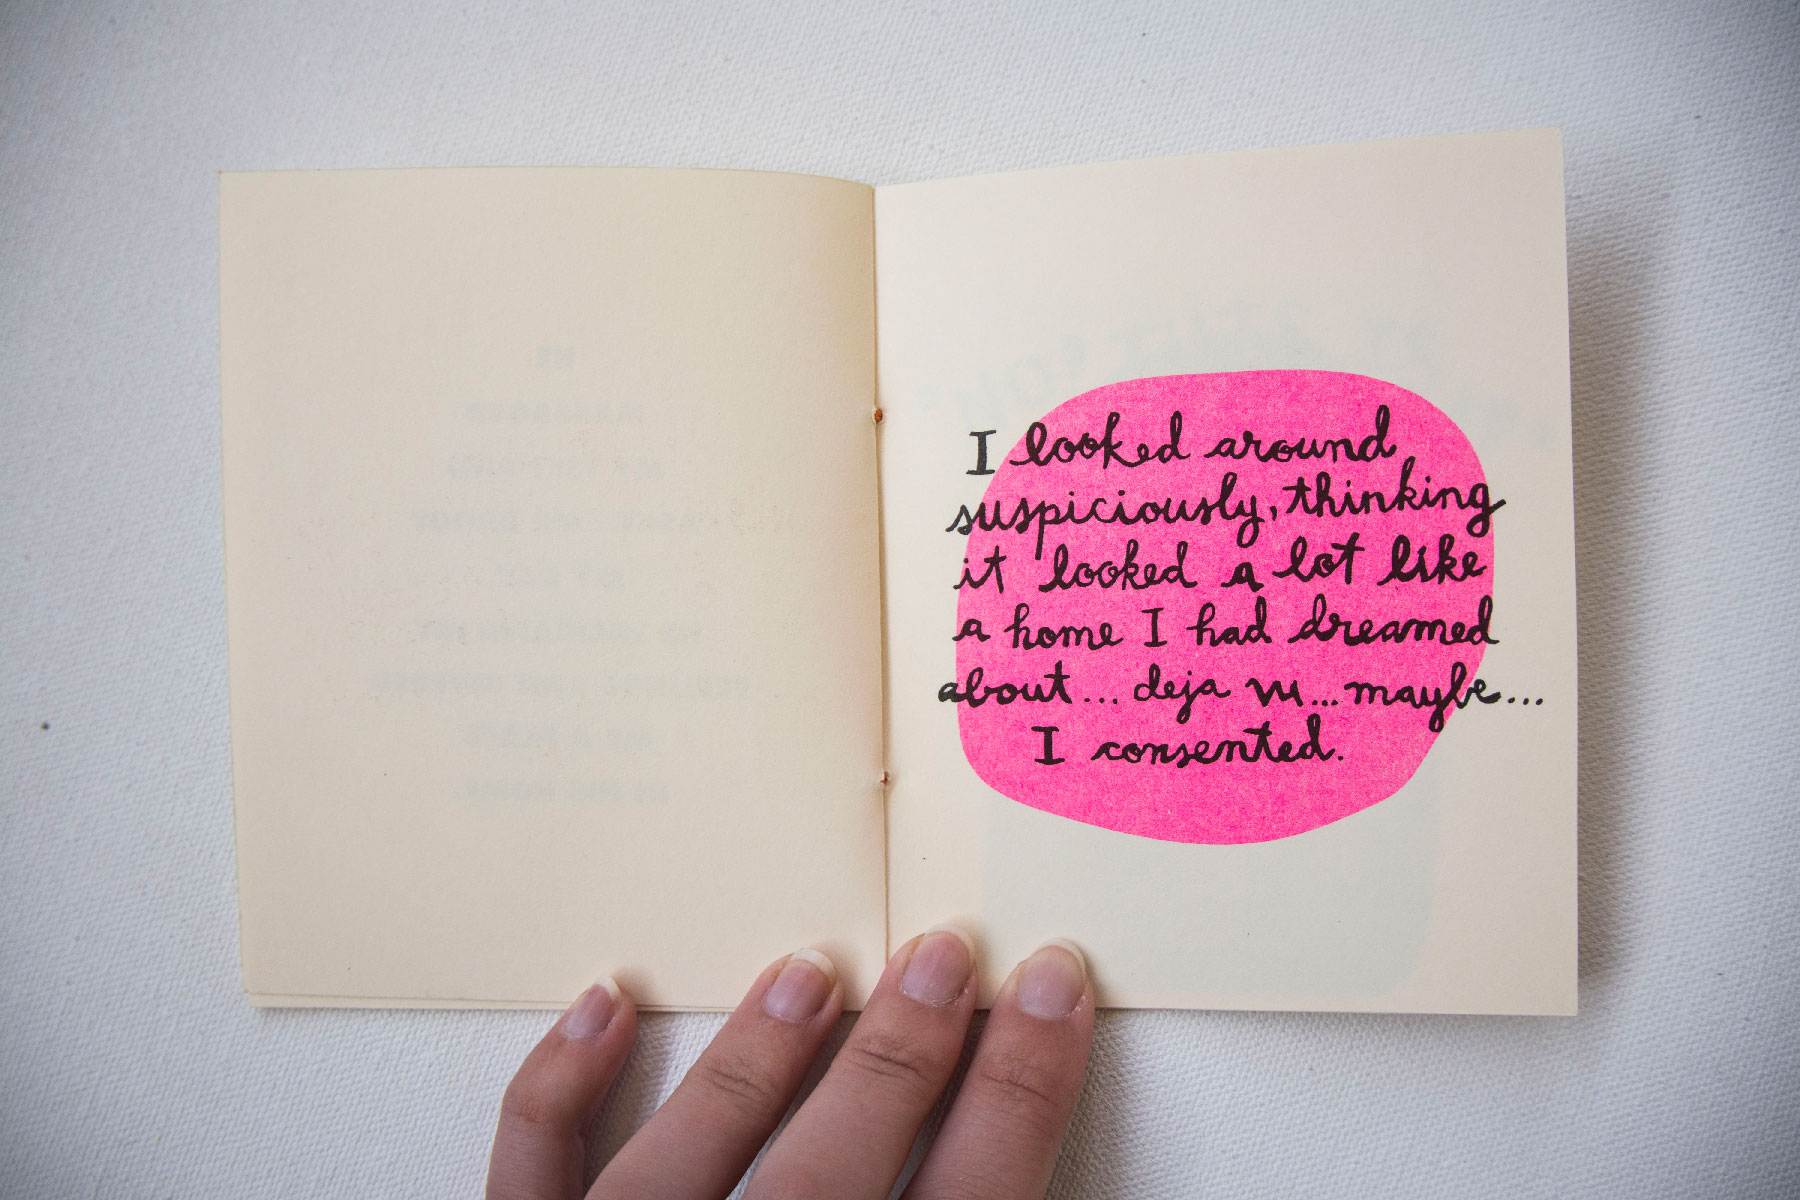 I looked around
suspiciously, thinking
it looked a lot like
a home I had dreamed
about... deja vu... maybe...
I consented.